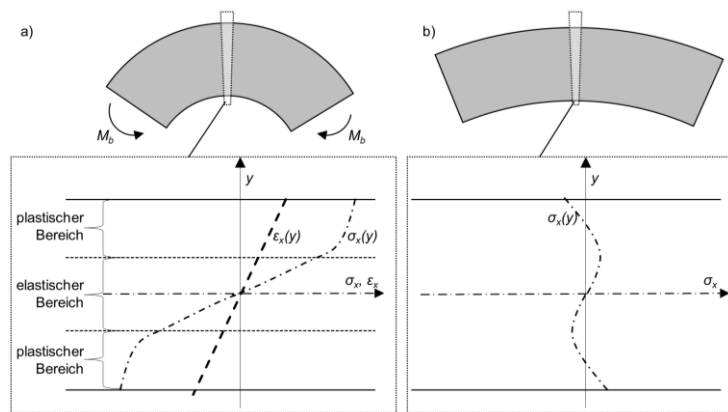 a)
b)
M_b
M_b
y
plastischer
Bereich
ε_x(y)
σ_x(y)
elastischer
Bereich
σ_x, ε_x
plastischer
Bereich
y
σ_x(y)
σ_x